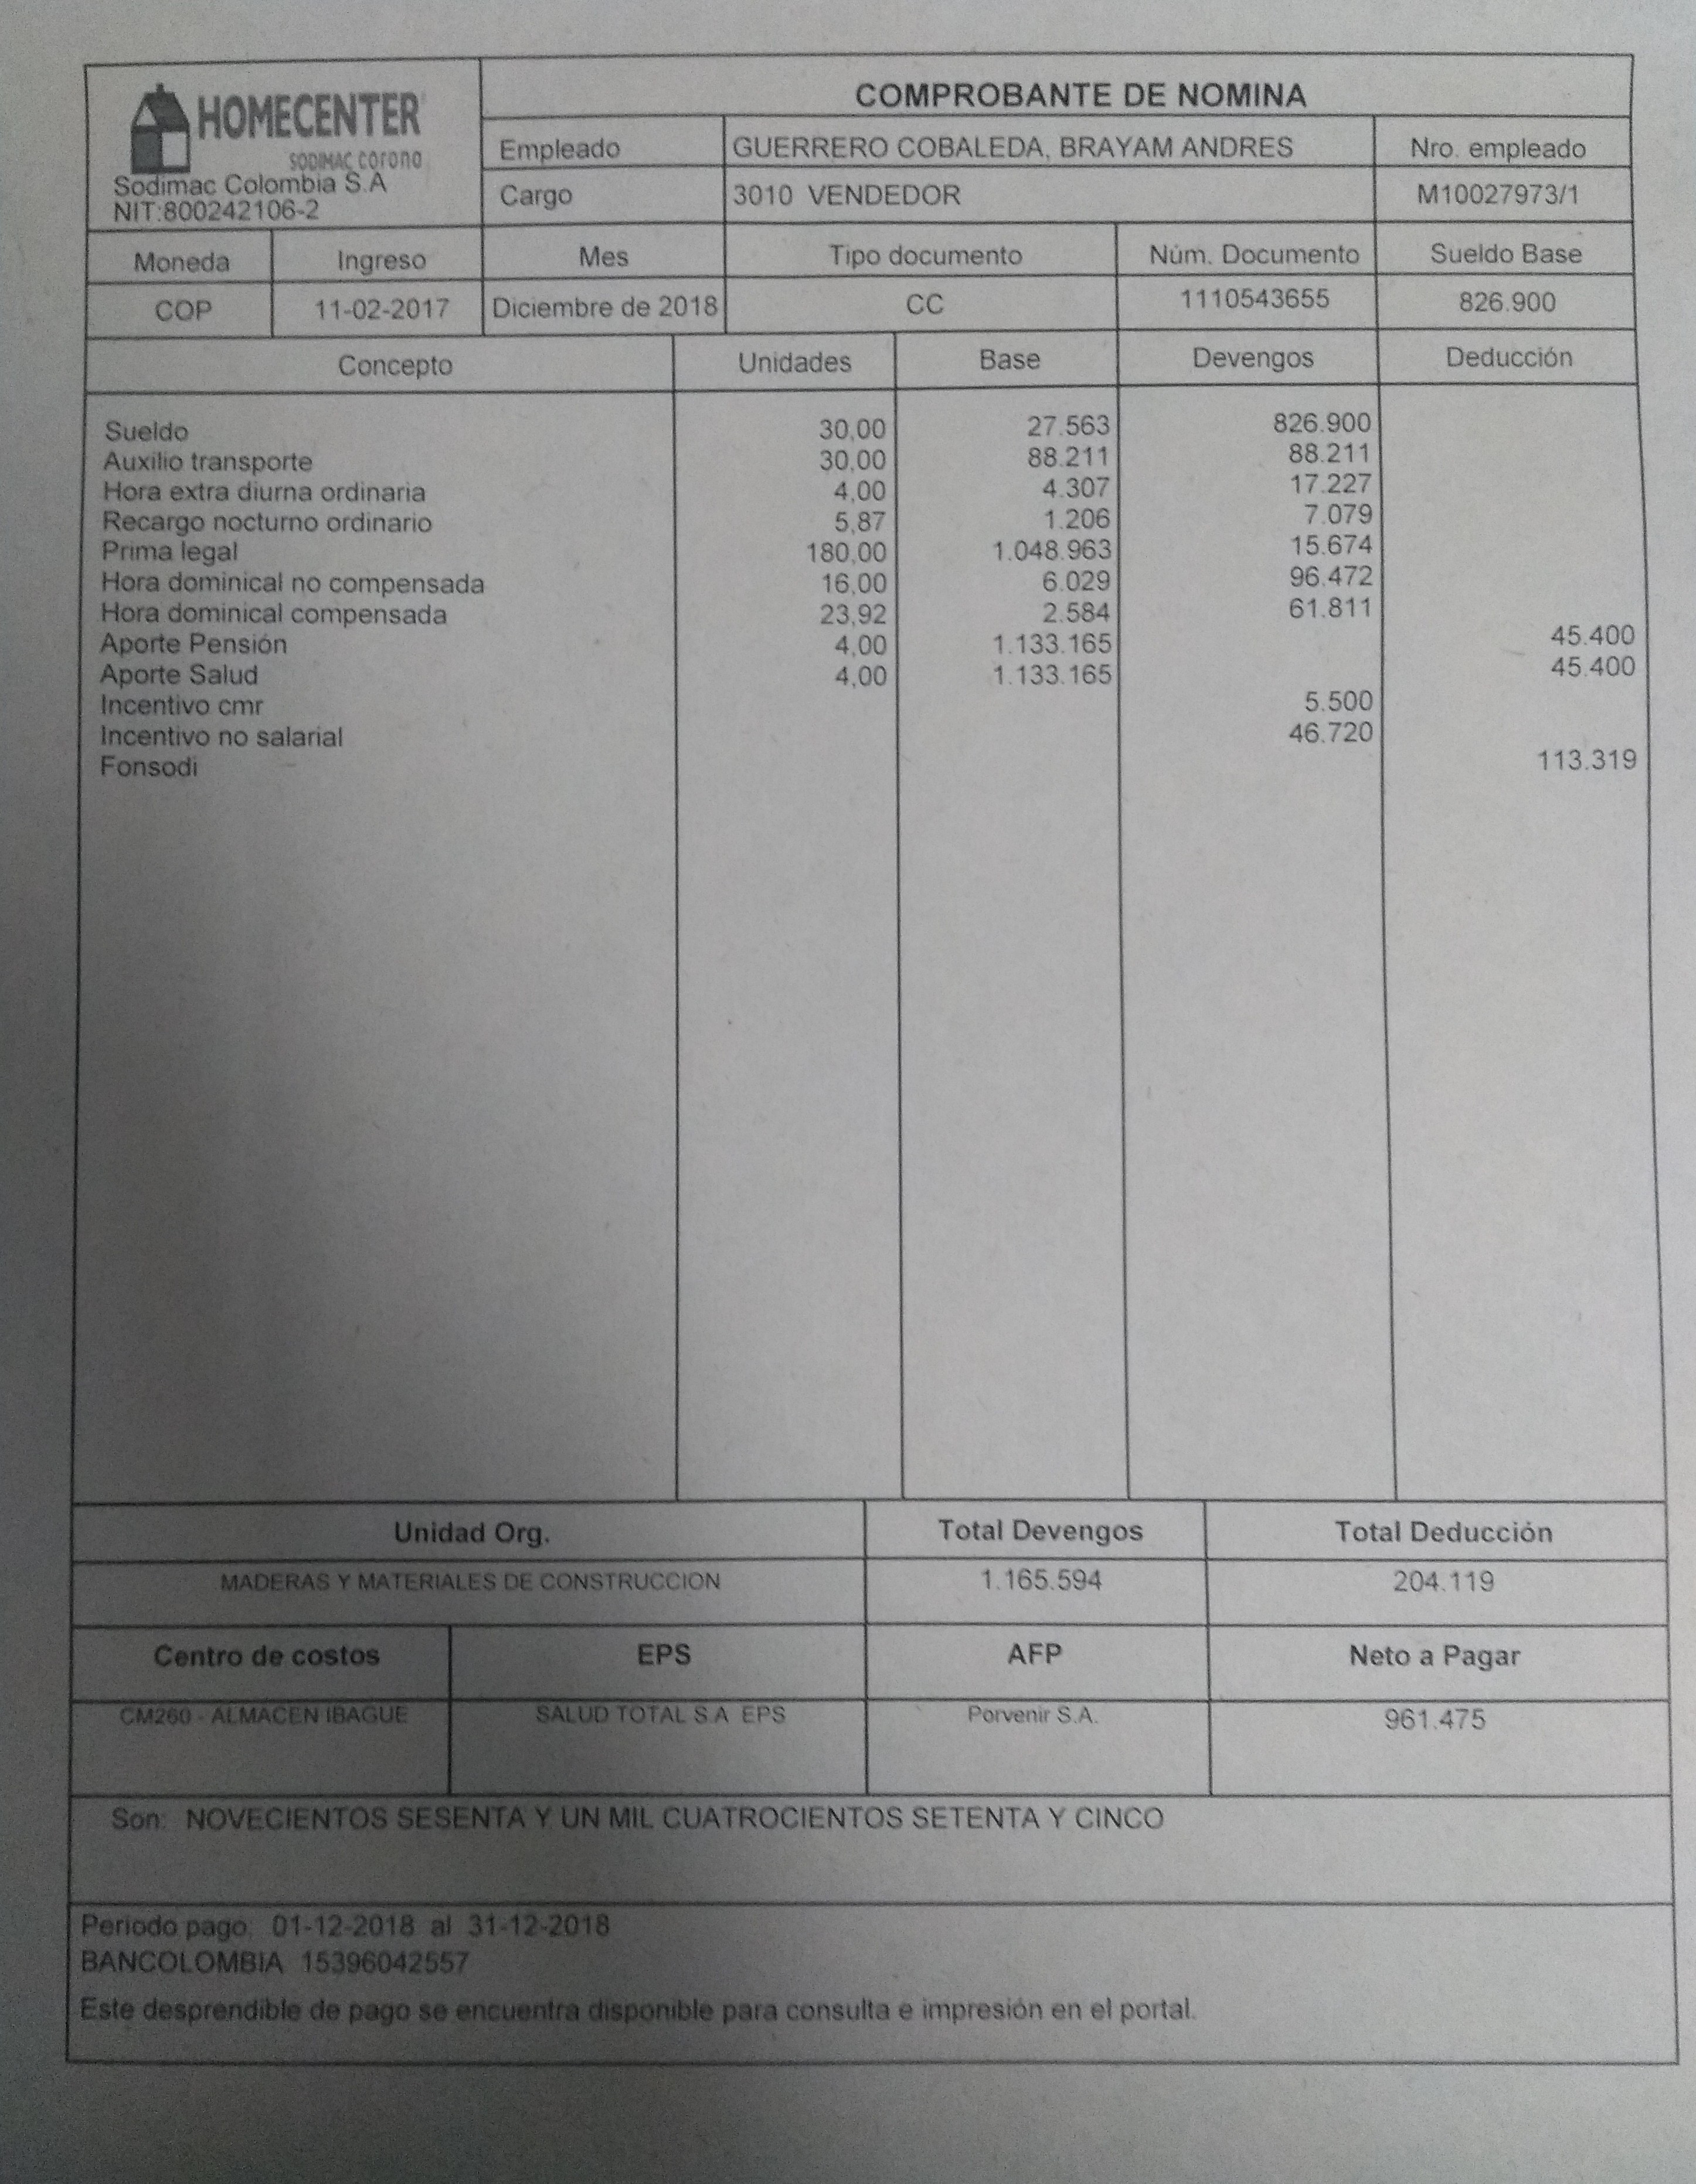 HOMECENTER
SODIMAC corona
Sodimac Colombia S.A
NIT:800242106-2
COMPROBANTE DE NOMINA
Empleado GUERRERO COBALEDA, BRAYAM ANDRES Nro. empleado
Cargo 3010 VENDEDOR M10027973/1
Moneda Ingreso Mes Tipo documento Núm. Documento Sueldo Base
COP 11-02-2017 Diciembre de 2018 CC 1110543655 826.900
Concepto Unidades Base Devengos Deducción
Sueldo 30,00 27.563 826.900
Auxilio transporte 30,00 88.211 88.211
Hora extra diurna ordinaria 4,00 4.307 17.227
Recargo nocturno ordinario 5,87 1.206 7.079
Prima legal 180,00 1.048.963 15.674
Hora dominical no compensada 16,00 6.029 96.472
Hora dominical compensada 23,92 2.584 61.811
Aporte Pensión 4,00 1.133.165 45.400
Aporte Salud 4,00 1.133.165 45.400
Incentivo cmr 5.500
Incentivo no salarial 46.720
Fonsodi 113.319
Unidad Org. Total Devengos Total Deducción
MADERAS Y MATERIALES DE CONSTRUCCION 1.165.594 204.119
Centro de costos EPS AFP Neto a Pagar
CM260 - ALMACEN IBAGUE SALUD TOTAL S.A EPS Porvenir S.A. 961.475
Son: NOVECIENTOS SESENTA Y UN MIL CUATROCIENTOS SETENTA Y CINCO
Periodo pago: 01-12-2018 al 31-12-2018
BANCOLOMBIA 15396042557
Este desprendible de pago se encuentra disponible para consulta e impresión en el portal.